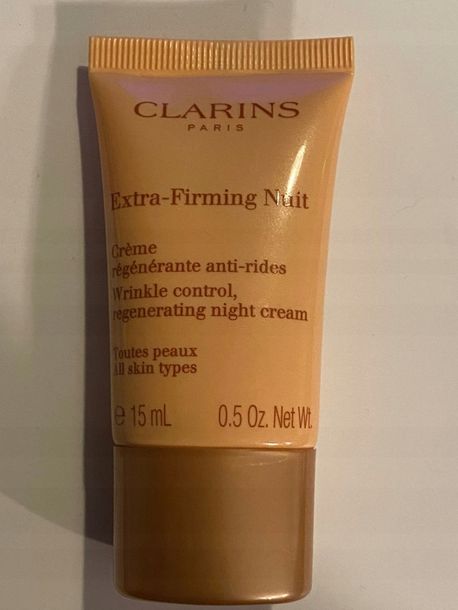 CLARINS
PARIS
Extra-Firming Nuit
Crème
régénérante anti-rides
Wrinkle control,
regenerating night cream
Toutes peaux
All skin types
℮ 15 mL 0.5 Oz. Net Wt.